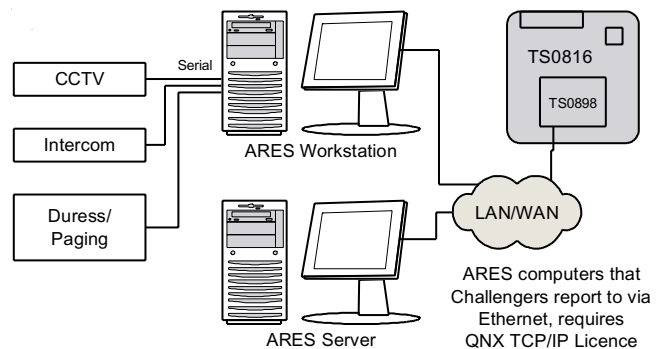 CCTV
Serial
Intercom
Duress/
Paging
ARES Workstation
ARES Server
TS0816
TS0898
LAN/WAN
ARES computers that
Challengers report to via
Ethernet, requires
QNX TCP/IP Licence